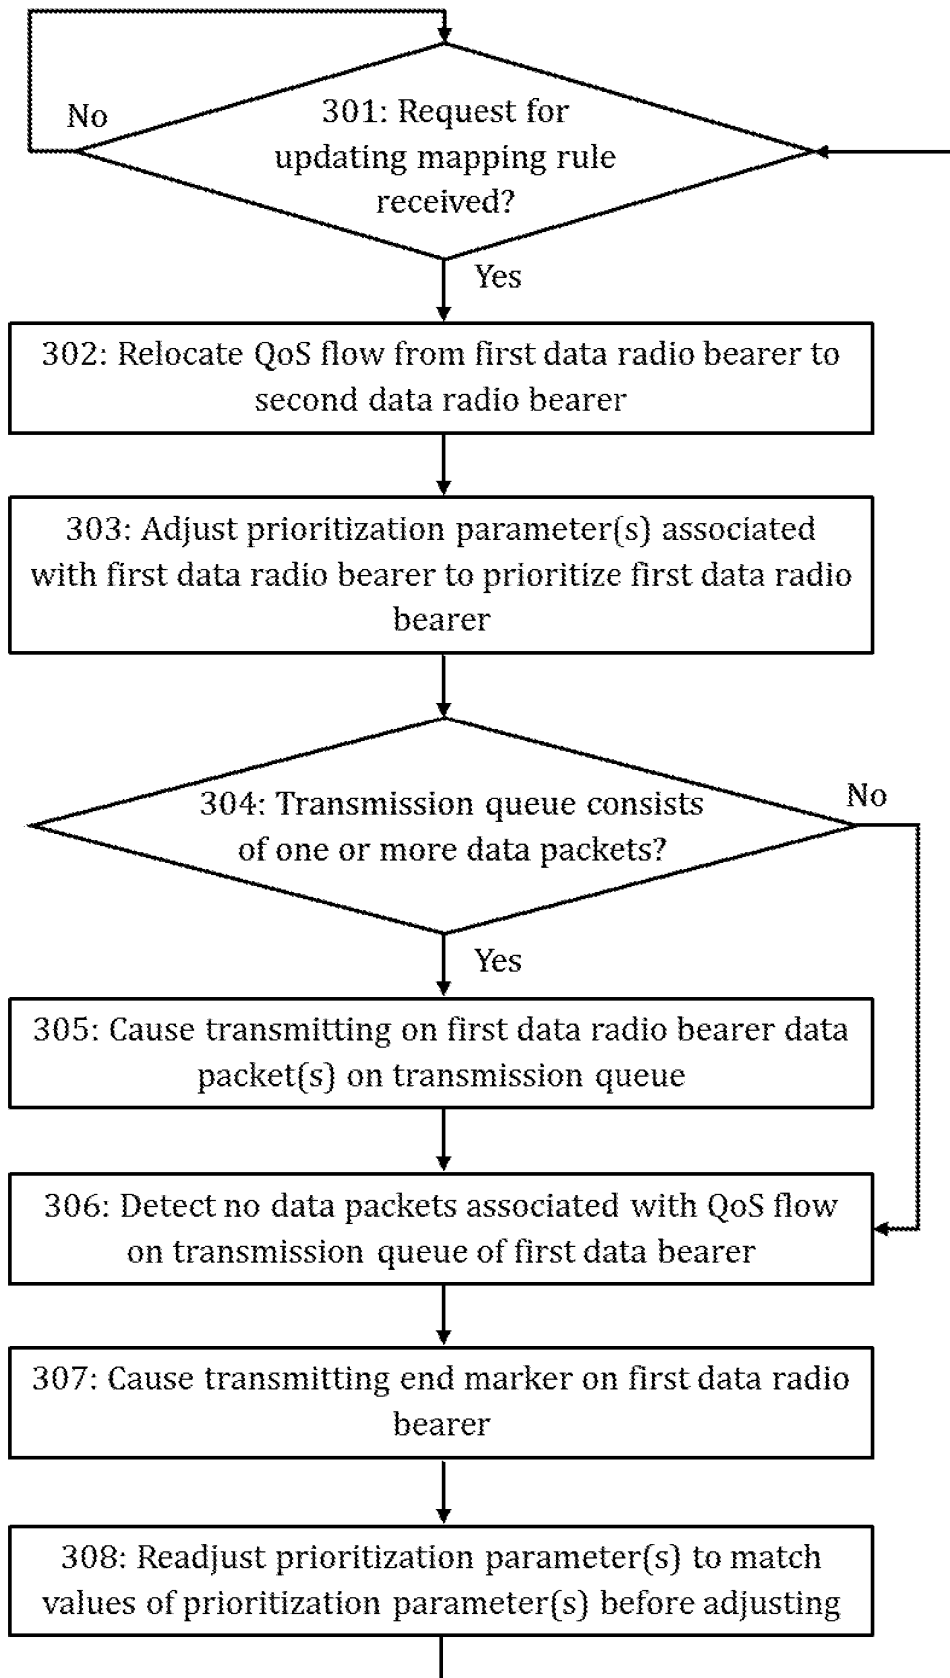 No
301: Request for
updating mapping rule
received?
Yes
302: Relocate QoS flow from first data radio bearer to
second data radio bearer
303: Adjust prioritization parameter(s) associated
with first data radio bearer to prioritize first data radio
bearer
304: Transmission queue consists
of one or more data packets?
No
Yes
305: Cause transmitting on first data radio bearer data
packet(s) on transmission queue
306: Detect no data packets associated with QoS flow
on transmission queue of first data bearer
307: Cause transmitting end marker on first data radio
bearer
308: Readjust prioritization parameter(s) to match
values of prioritization parameter(s) before adjusting